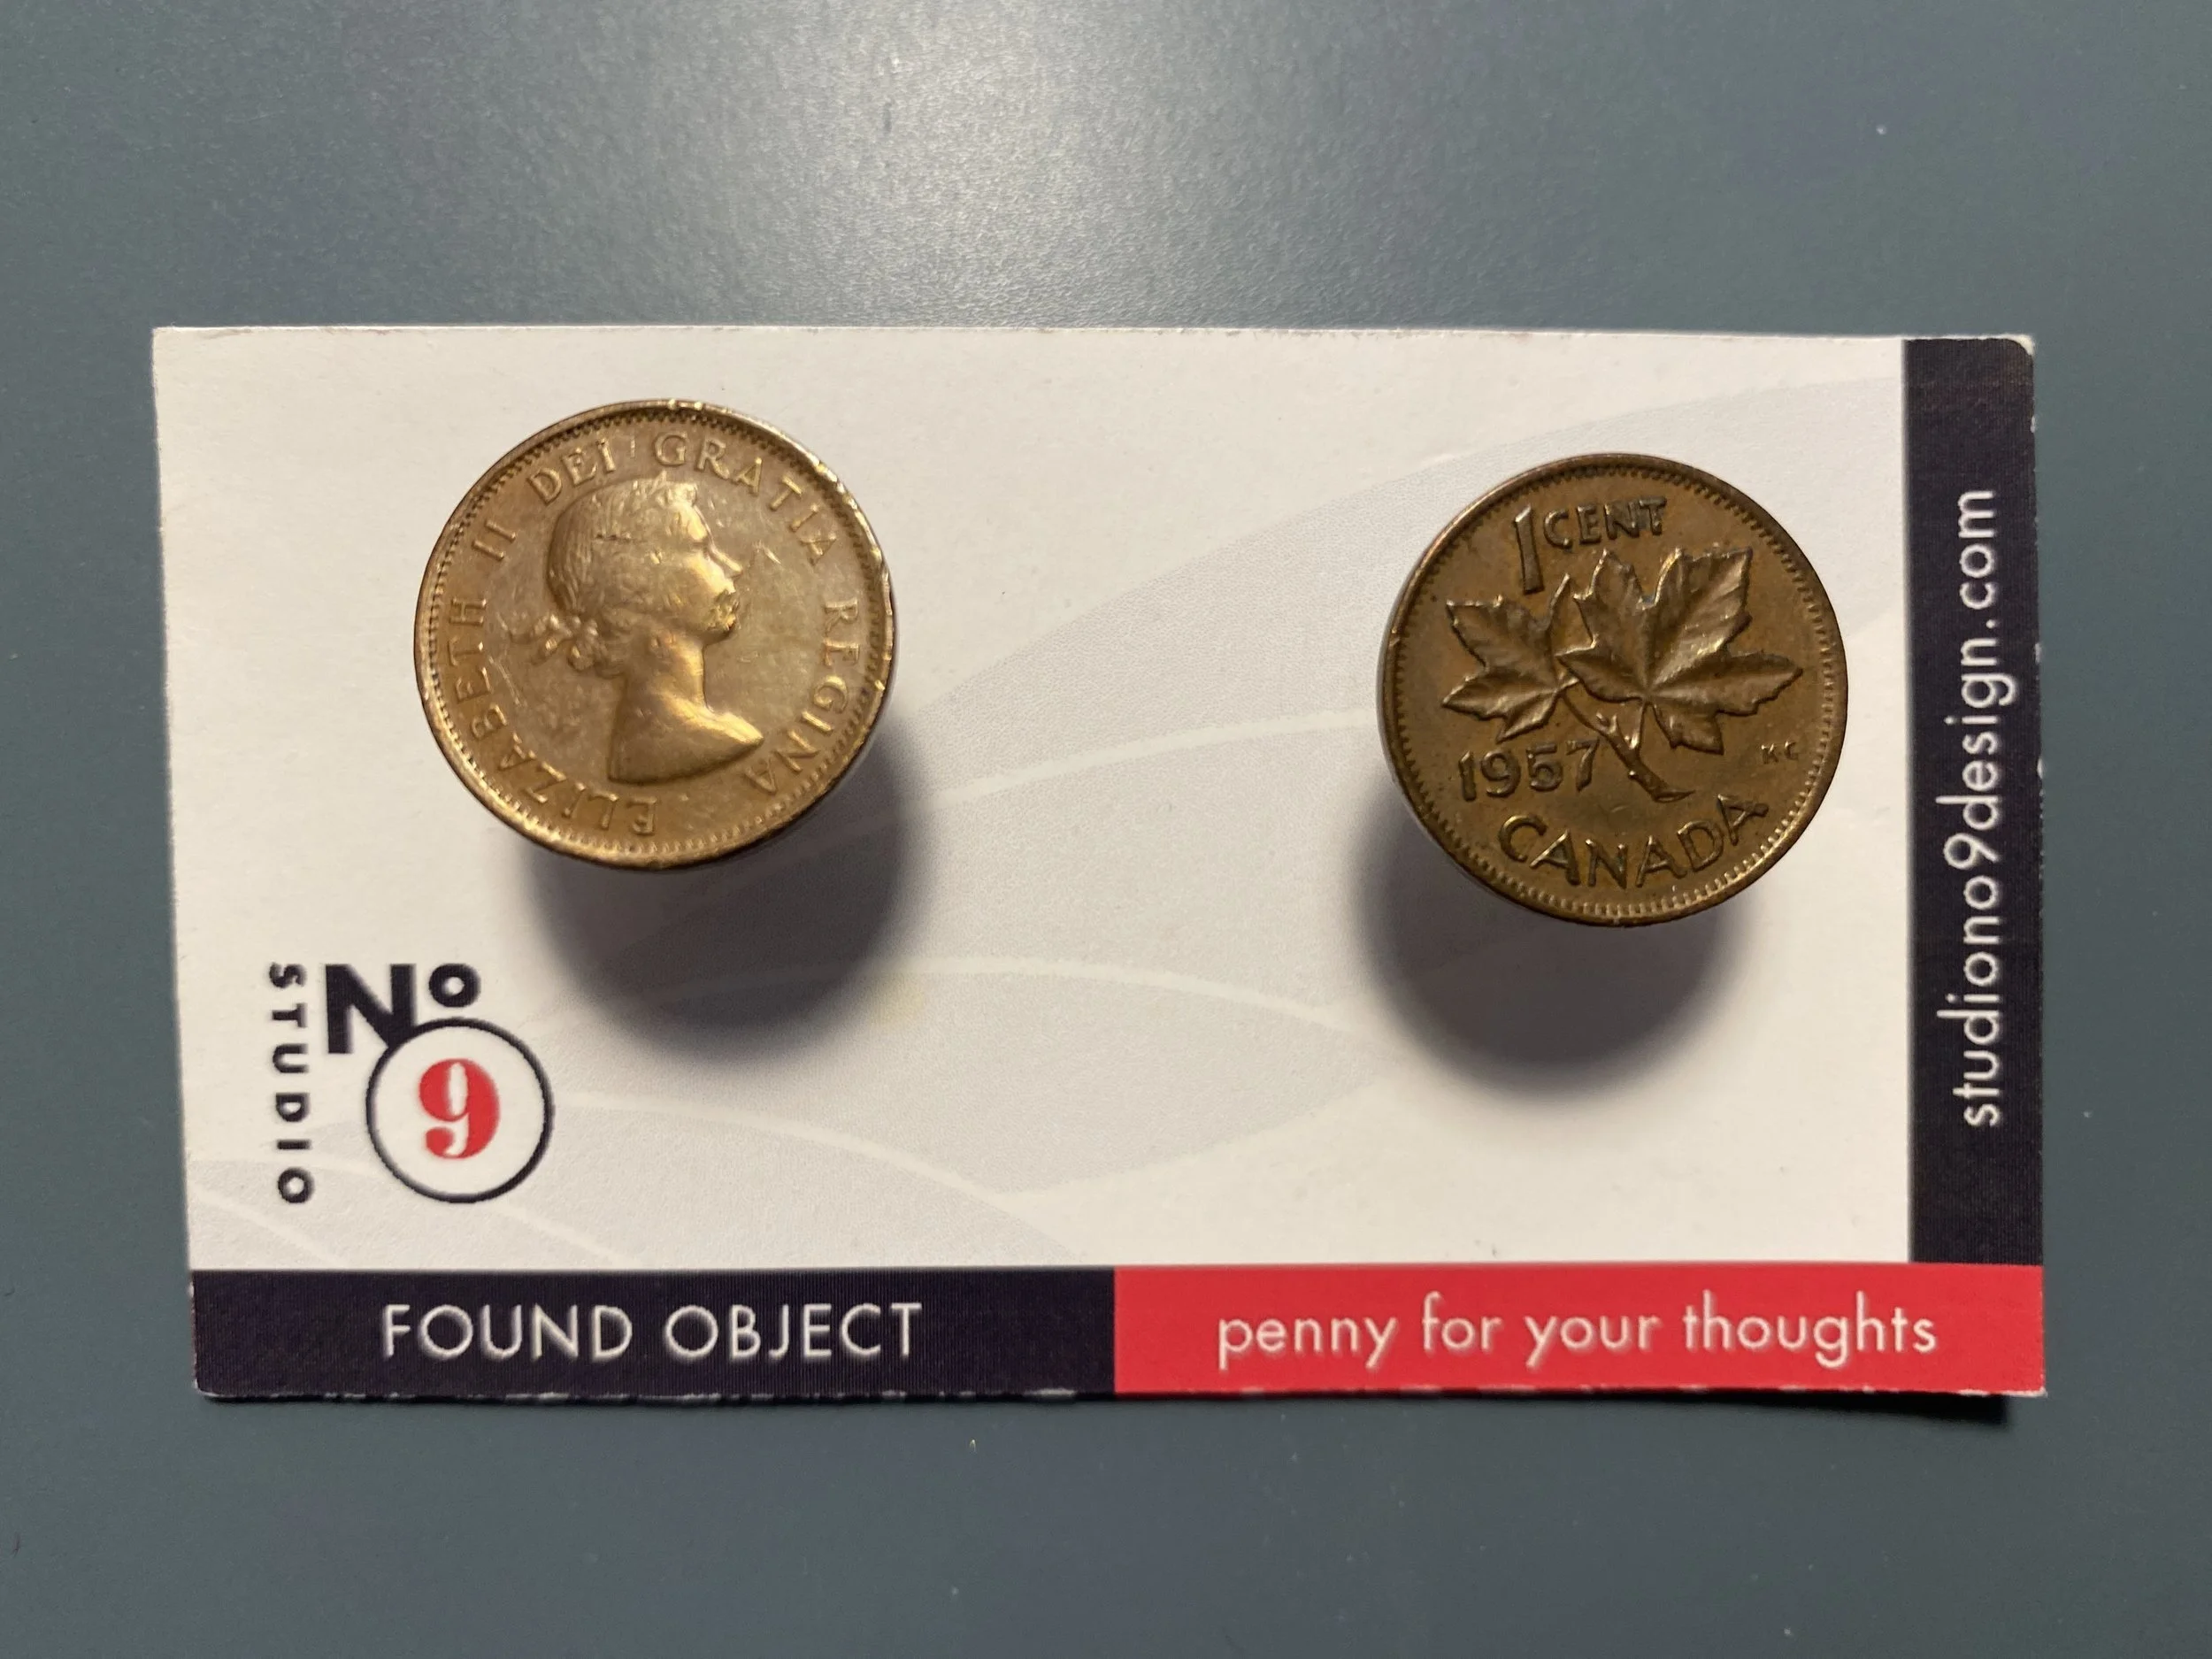 ELIZABETH II DEI GRATIA REGINA
1 CENT
1957
KG
CANADA
STUDIO
No
9
FOUND OBJECT
penny for your thoughts
studiono9design.com